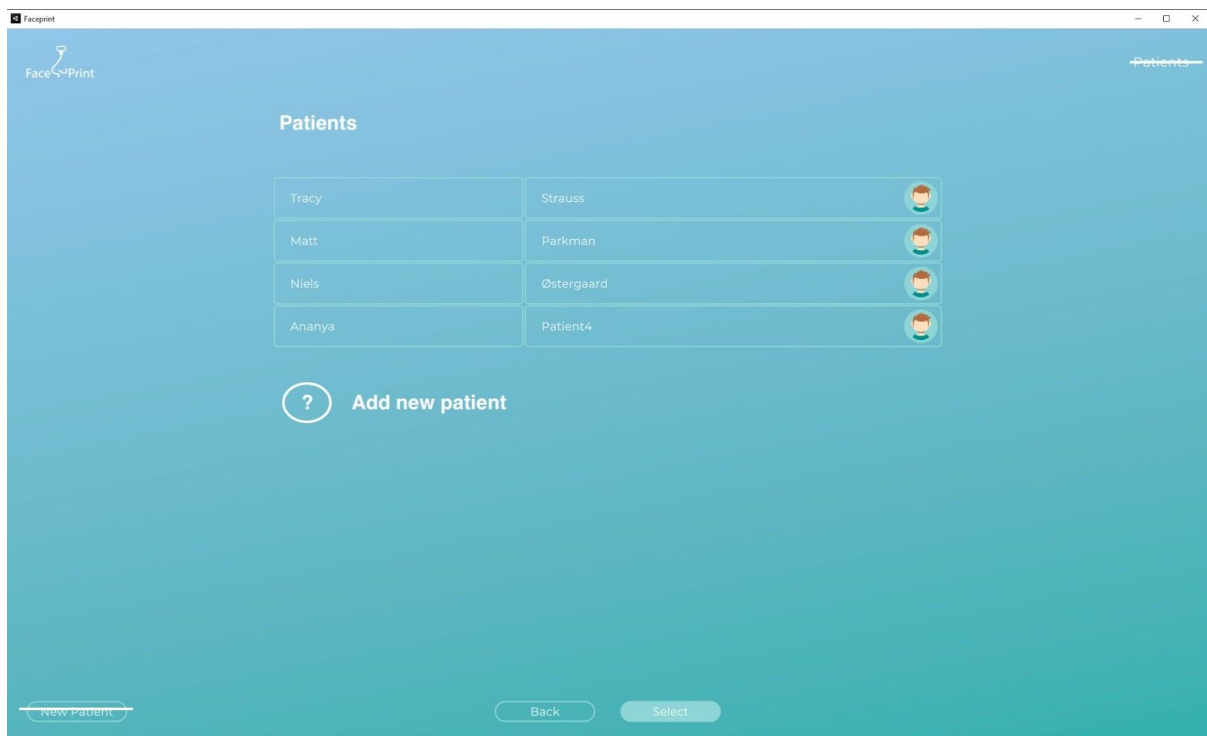 Faceprint
Face Print
Patients
Patients
Tracy Strauss
Matt Parkman
Niels Østergaard
Ananya Patient4
? Add new patient
New Patient Back Select